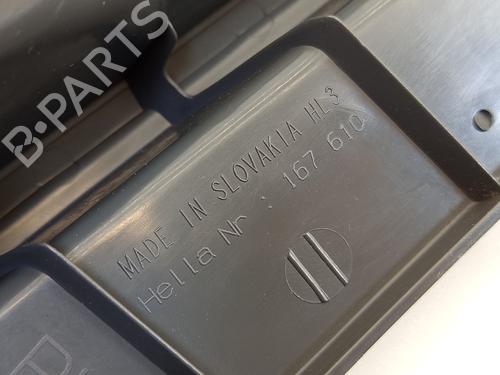 B-PARTS
MADE IN SLOVAKIA HL3
Hella Nr : 167 610